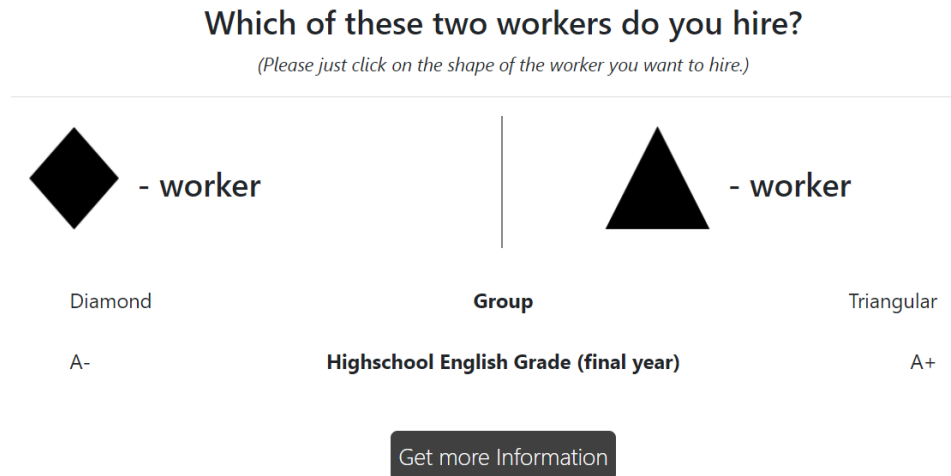 Which of these two workers do you hire?
(Please just click on the shape of the worker you want to hire.)
- worker
- worker
Diamond Group Triangular
A- Highschool English Grade (final year) A+
Get more Information